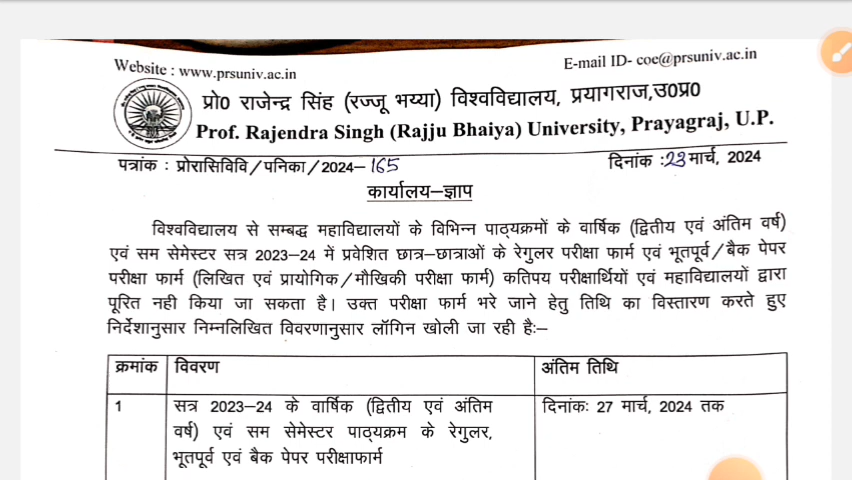 Website : www.prsuniv.ac.in
E-mail ID- coe@prsuniv.ac.in
प्रो0 राजेन्द्र सिंह (रज्जू भय्या) विश्वविद्यालय, प्रयागराज,उ0प्र0
Prof. Rajendra Singh (Rajju Bhaiya) University, Prayagraj, U.P.
पत्रांक : प्रोरासिविवि/पनिका/2024-165
दिनांक :23मार्च, 2024
कार्यालय-ज्ञाप
विश्वविद्यालय से सम्बद्ध महाविद्यालयों के विभिन्न पाठ्यक्रमों के वार्षिक (द्वितीय एवं अंतिम वर्ष)
एवं सम सेमेस्टर सत्र 2023-24 में प्रवेशित छात्र-छात्राओं के रेगुलर परीक्षा फार्म एवं भूतपूर्व/बैक पेपर
परीक्षा फार्म (लिखित एवं प्रायोगिक/मौखिकी परीक्षा फार्म) कतिपय परीक्षार्थियों एवं महाविद्यालयों द्वारा
पूरित नही किया जा सकता है। उक्त परीक्षा फार्म भरे जाने हेतु तिथि का विस्तारण करते हुए
निर्देशानुसार निम्नलिखित विवरणानुसार लॉगिन खोली जा रही हैः-
क्रमांक विवरण अंतिम तिथि
1 सत्र 2023-24 के वार्षिक (द्वितीय एवं अंतिम दिनांकः 27 मार्च, 2024 तक
वर्ष) एवं सम सेमेस्टर पाठ्यक्रम के रेगुलर,
भूतपूर्व एवं बैक पेपर परीक्षाफार्म